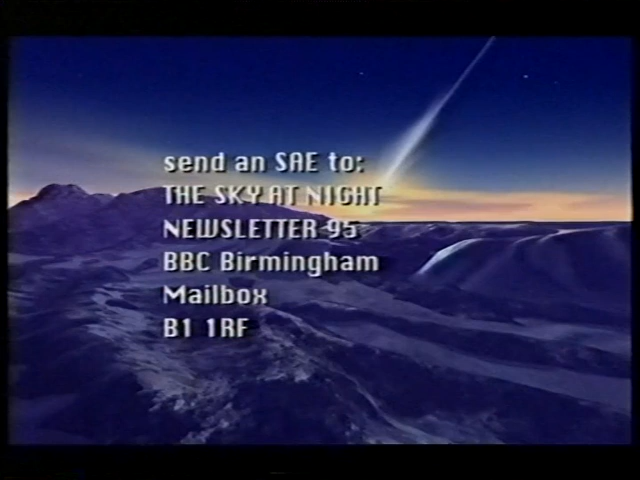 send an SAE to:
THE SKY AT NIGHT
NEWSLETTER 95
BBC Birmingham
Mailbox
B1 1RF